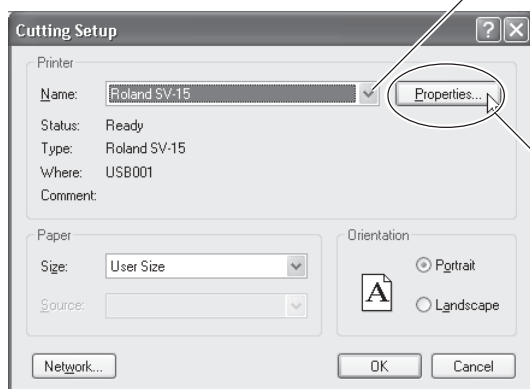 Cutting Setup
Printer
Name: Roland SV-15 Properties...
Status: Ready
Type: Roland SV-15
Where: USB001
Comment:
Paper
Size: User Size
Source:
Orientation
A
Portrait
Landscape
Network... OK Cancel